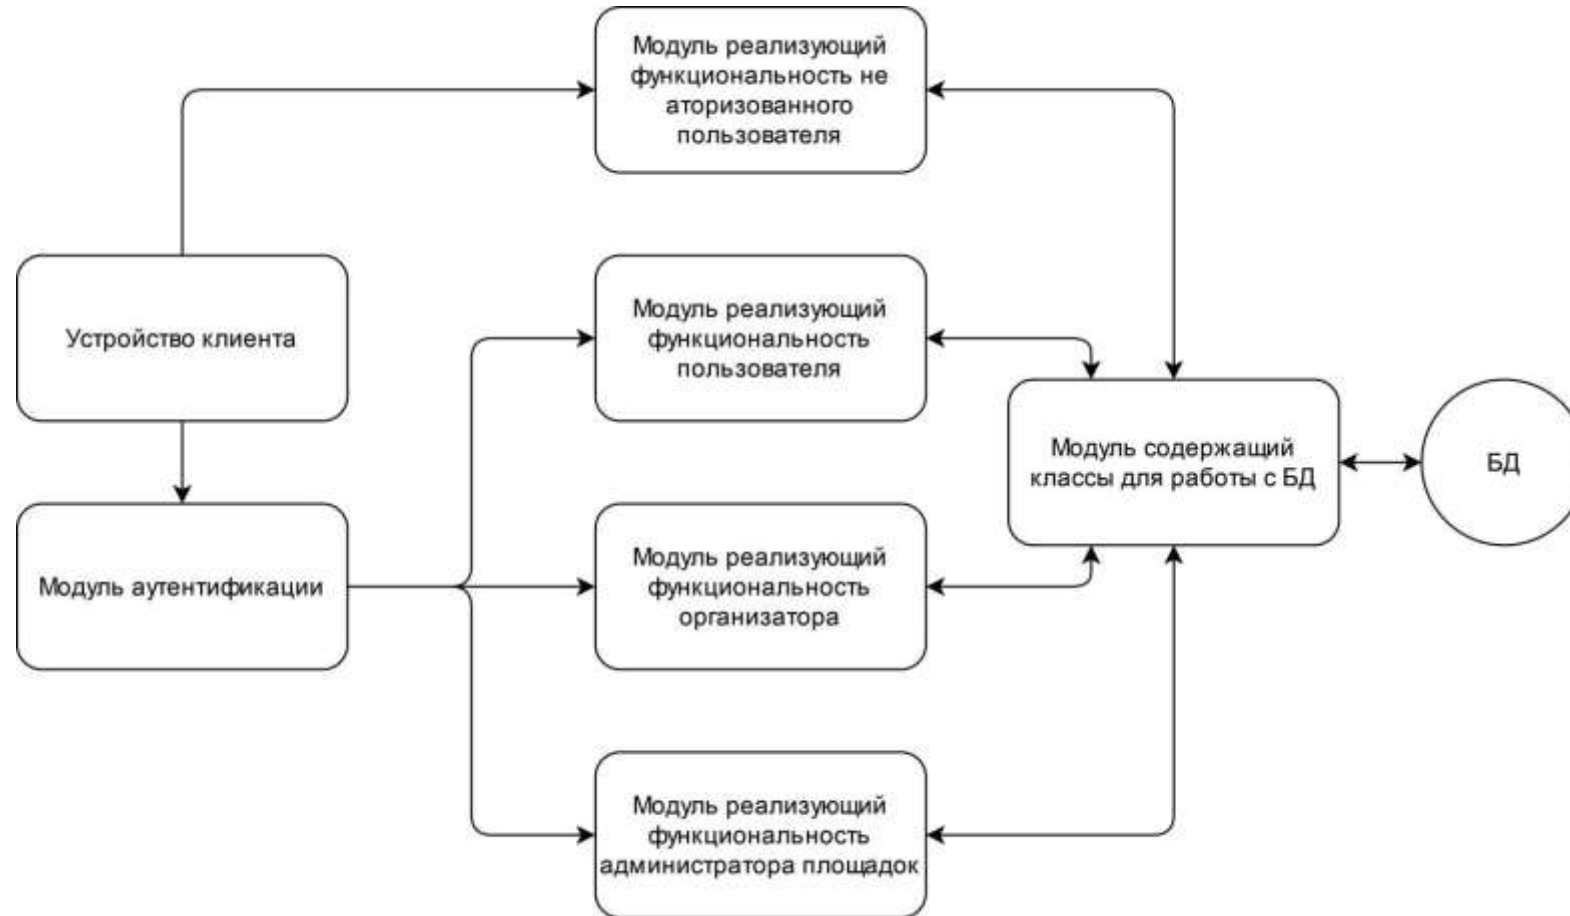 Модуль реализующий
функциональность не
аторизованного
пользователя
Устройство клиента
Модуль реализующий
функциональность
пользователя
Модуль содержащий
классы для работы с БД
БД
Модуль аутентификации
Модуль реализующий
функциональность
организатора
Модуль реализующий
функциональность
администратора площадок